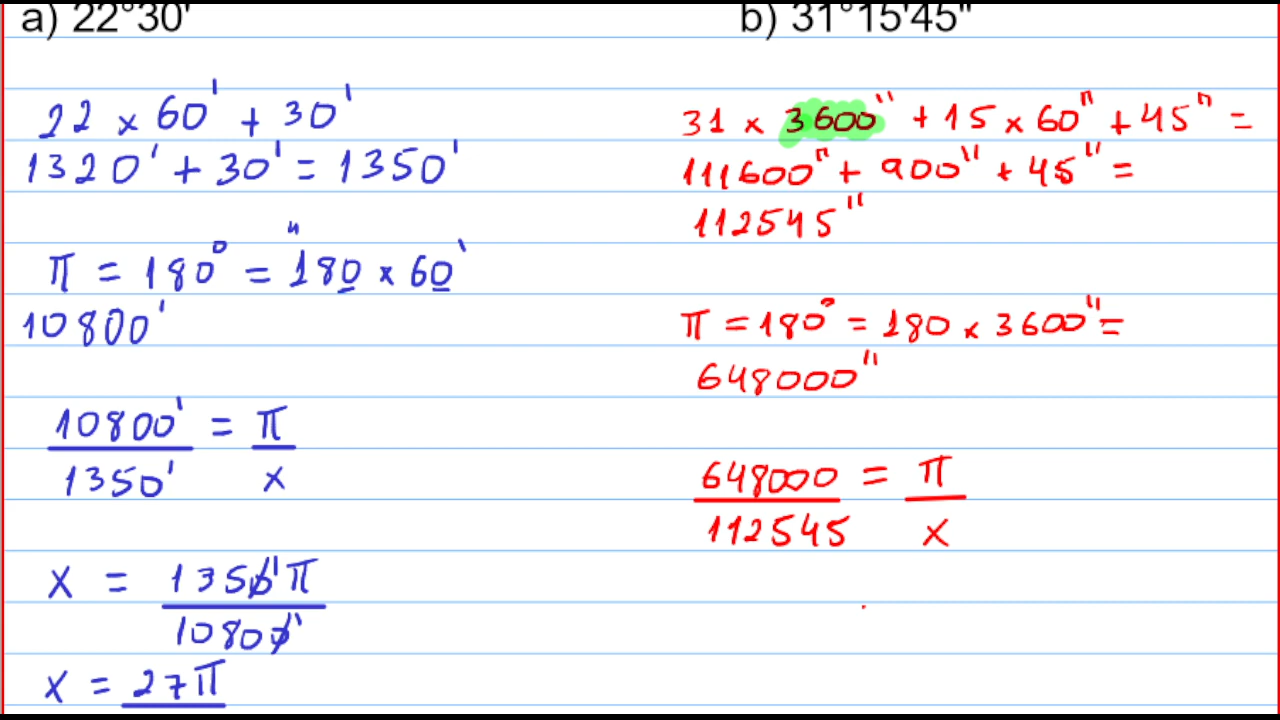 a) 22°30'
22 x 60' + 30'
1320' + 30' = 1350'
π = 180° = "180 x 60'
10800'
10800' = π
1350' x
x = 1350'π
10800'
x = 27π
b) 31°15'45"
31 x 3600" + 15 x 60" + 45" =
111600" + 900" + 45" =
112545"
π = 180° = 180 x 3600" =
648000"
648000 = π
112545 x